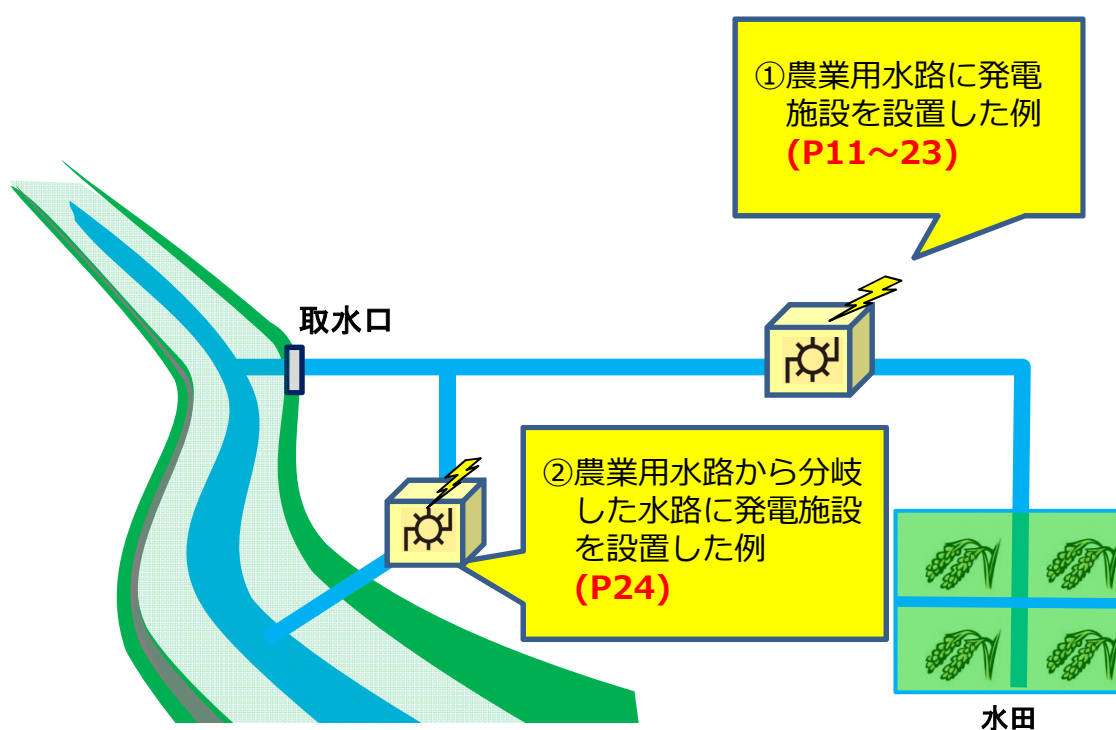 ①農業用水路に発電
施設を設置した例
(P11～23)
取水口
②農業用水路から分岐
した水路に発電施設
を設置した例
(P24)
水田